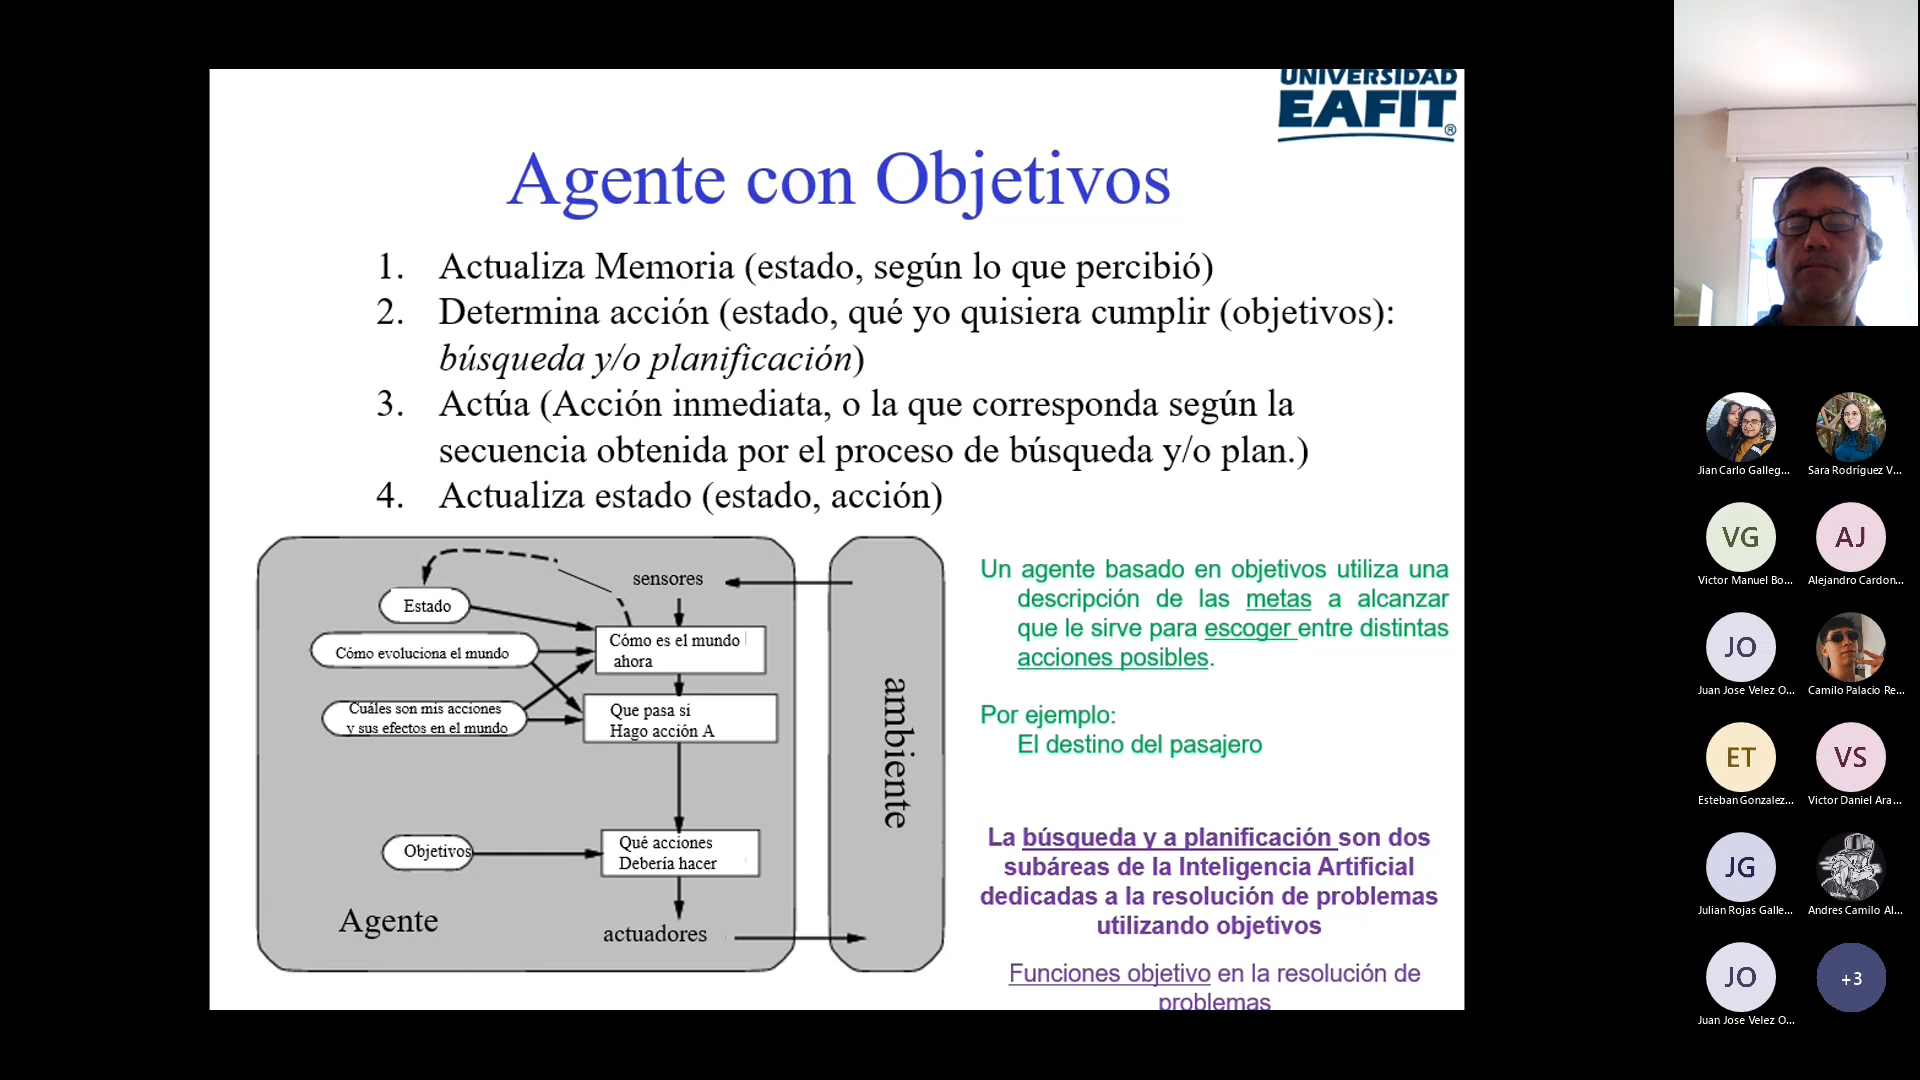 UNIVERSIDAD
EAFIT®
Agente con Objetivos
1. Actualiza Memoria (estado, según lo que percibió)
2. Determina acción (estado, qué yo quisiera cumplir (objetivos):
búsqueda y/o planificación)
3. Actúa (Acción inmediata, o la que corresponda según la
secuencia obtenida por el proceso de búsqueda y/o plan.)
4. Actualiza estado (estado, acción)
sensores
Estado
Cómo es el mundo
ahora
Cómo evoluciona el mundo
Cuáles son mis acciones
y sus efectos en el mundo
Que pasa si
Hago acción A
Objetivos
Qué acciones
Debería hacer
Agente
actuadores
ambiente
Un agente basado en objetivos utiliza una
descripción de las metas a alcanzar
que le sirve para escoger entre distintas
acciones posibles.
Por ejemplo:
El destino del pasajero
La búsqueda y a planificación son dos
subáreas de la Inteligencia Artificial
dedicadas a la resolución de problemas
utilizando objetivos
Funciones objetivo en la resolución de
problemas
Jian Carlo Galleg...
Sara Rodríguez V...
VG
Victor Manuel Bo...
AJ
Alejandro Cardon...
JO
Juan Jose Velez O...
Camilo Palacio Re...
ET
Esteban Gonzalez...
VS
Victor Daniel Ara...
JG
Julian Rojas Galle...
Andres Camilo Al...
JO
Juan Jose Velez O...
+3